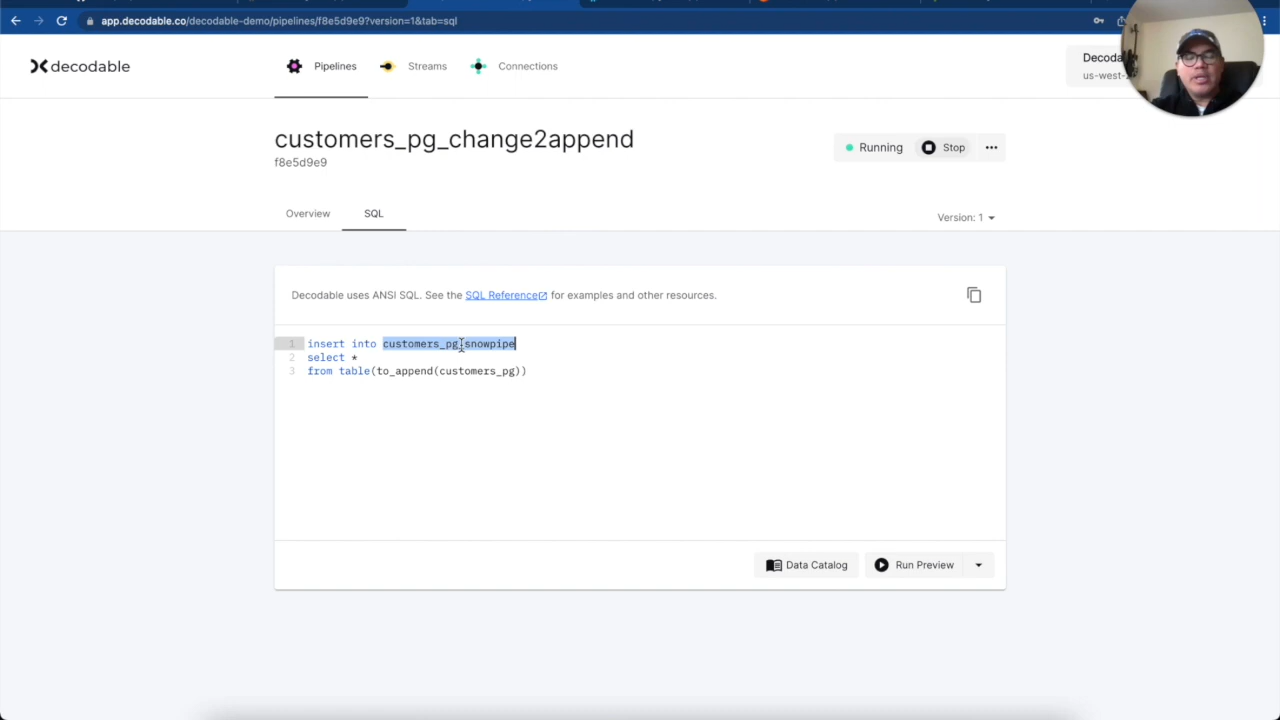 app.decodable.co/decodable-demo/pipelines/f8e5d9e9?version=1&tab=sql
decodable
Pipelines
Streams
Connections
us-west-
customers_pg_change2append
f8e5d9e9
Running
Stop
Overview
SQL
Version: 1
Decodable uses ANSI SQL. See the SQL Reference for examples and other resources.
1 insert into customers_pg_snowpipe
2 select *
3 from table(to_append(customers_pg))
Data Catalog
Run Preview